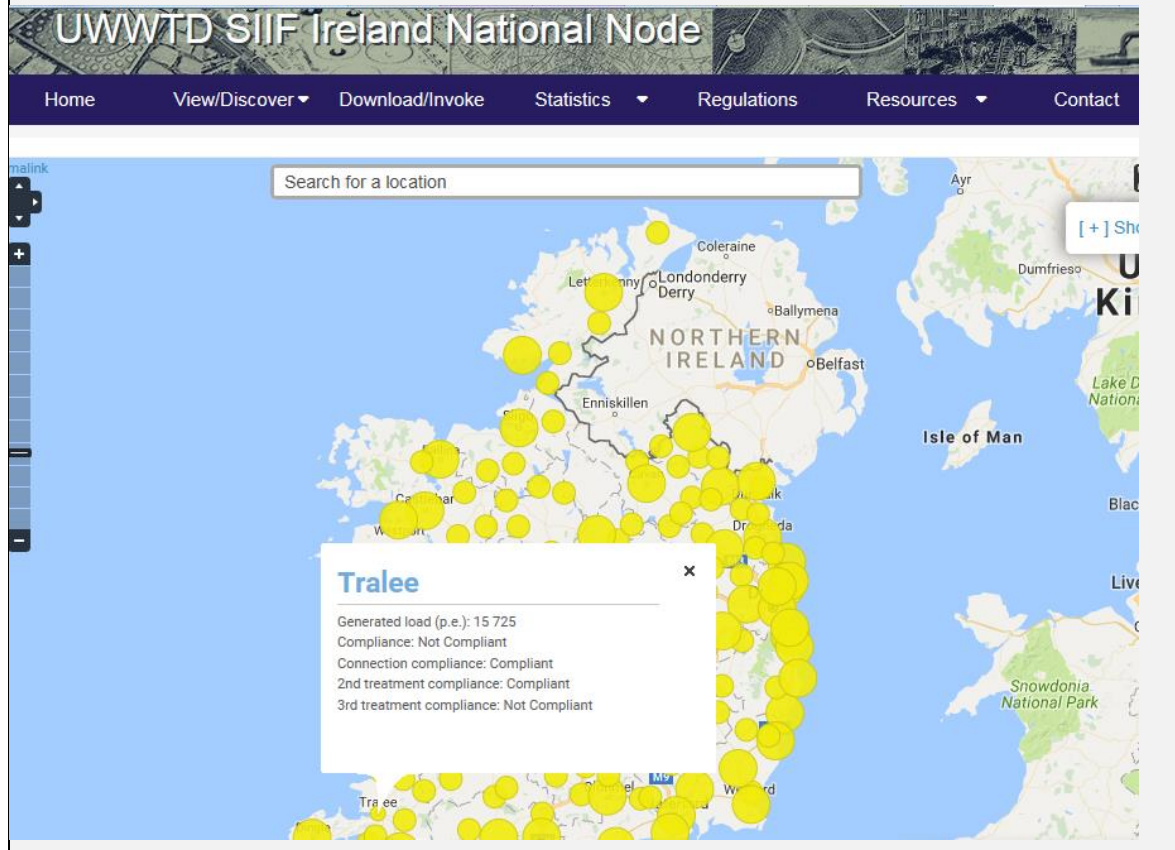 UWWTD SIIF Ireland National Node
Home View/Discover Download/Invoke Statistics Regulations Resources Contact
malink
Search for a location
Ayr
[ + ] Sho
Coleraine
Londonderry
Derry
Dumfries
Ballymena
NORTHERN
IRELAND
Belfast
Enniskillen
Lake D
Nationa
Isle of Man
Blac
Live
Tralee
×
Generated load (p.e.): 15 725
Compliance: Not Compliant
Connection compliance: Compliant
2nd treatment compliance: Compliant
3rd treatment compliance: Not Compliant
Snowdonia
National Park
M9
Tralee